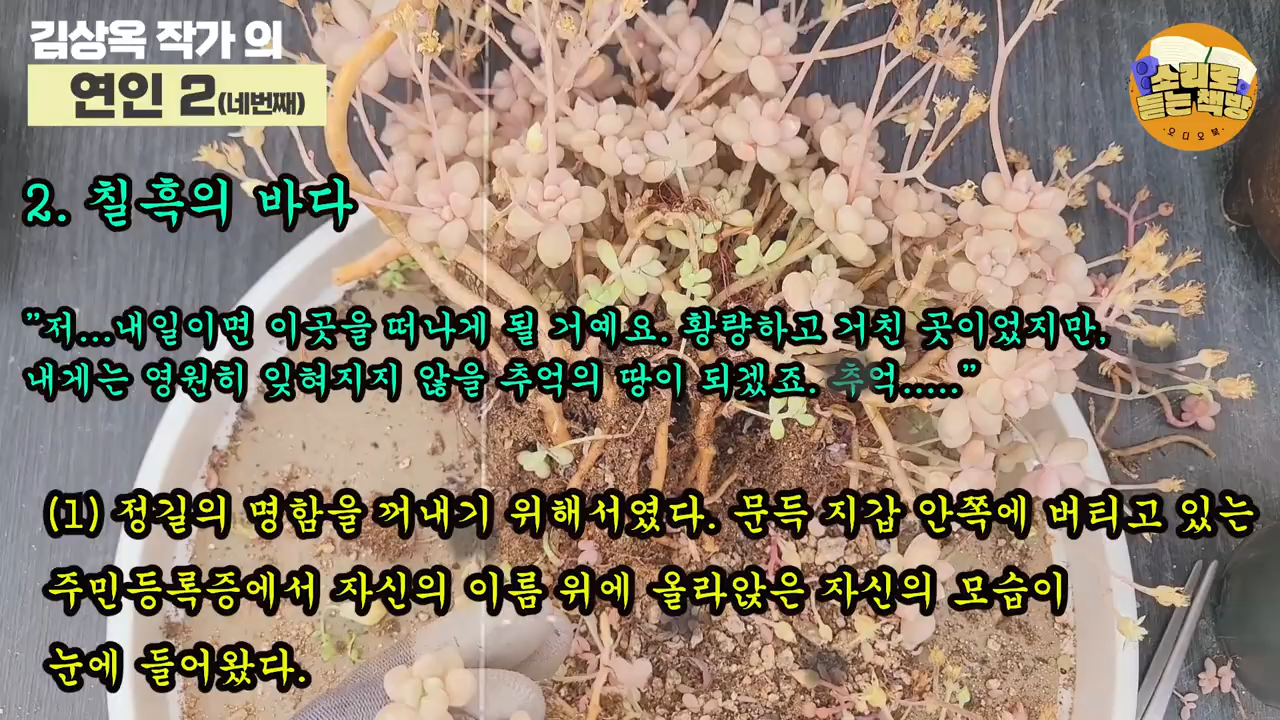 김상옥 작가 의
연인 2(네번째)
소리로
듣는 책방
·오디오북·
2. 칠흑의 바다
"저...내일이면 이곳을 떠나게 될 거예요. 황량하고 거친 곳이었지만,
내게는 영원히 잊혀지지 않을 추억의 땅이 되겠죠. 추억....."
(1) 정길의 명함을 꺼내기 위해서였다. 문득 지갑 안쪽에 버티고 있는
주민등록증에서 자신의 이름 위에 올라앉은 자신의 모습이
눈에 들어왔다.